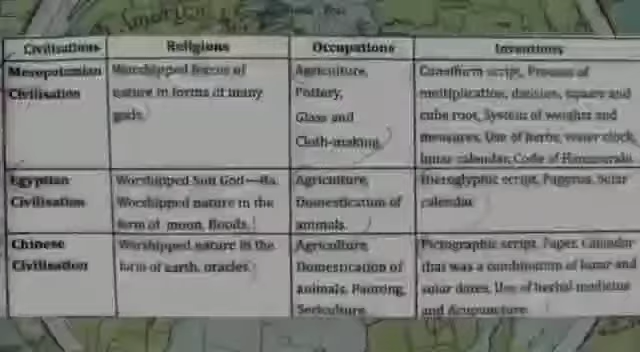 Civilisations Religions Occupations Inventions
Mesopotamian Civilisation
Worshipped forces of
nature in forms of many
gods.
Agriculture,
Pottery,
Glass and
Cloth-making.
Cuneiform script, Process of
multiplication, division, square and
cube root, System of weights and
measures, Use of herbs, water clock,
lunar calendar, Code of Hammurabi.
Egyptian
Civilisation
Worshipped Sun God—Ra.
Worshipped nature in the
form of moon, floods.
Agriculture,
Domestication of
animals.
Hieroglyphic script, Papyrus, Solar
calendar.
Chinese
Civilisation
Worshipped nature in the
form of earth, oracles.
Agriculture,
Domestication of
animals, Painting,
Sericulture
Pictographic script, Paper, Calendar
that was a combination of lunar and
solar dates, Use of herbal medicine
and Acupuncture.